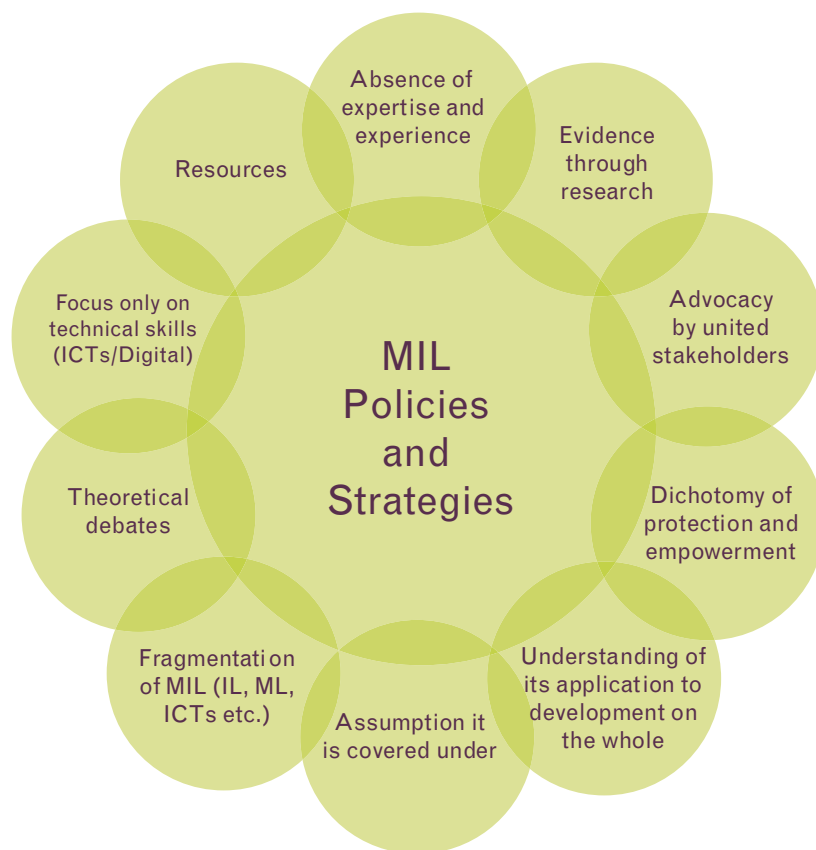 Absence of
expertise and
experience
Evidence
through
research
Advocacy
by united
stakeholders
Dichotomy of
protection and
empowerment
Understanding of
its application to
development on
the whole
Assumption it
is covered under
Fragmentation
of MIL (IL, ML,
ICTs etc.)
Theoretical
debates
Focus only on
technical skills
(ICTs/Digital)
Resources
MIL
Policies
and
Strategies